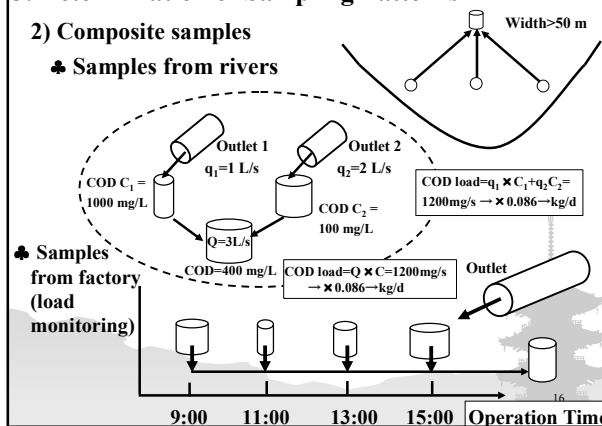 2) Composite samples
Width>50 m
♣ Samples from rivers
Outlet 1
q₁=1 L/s
Outlet 2
q₂=2 L/s
COD C₁ =
1000 mg/L
COD C₂ =
100 mg/L
COD load=q₁ × C₁+q₂C₂=
1200mg/s → × 0.086→kg/d
Q=3L/s
COD=400 mg/L
♣ Samples
from factory
(load
monitoring)
COD load=Q × C=1200mg/s
→ × 0.086→kg/d
Outlet
9:00 11:00 13:00 15:00 Operation Time
16